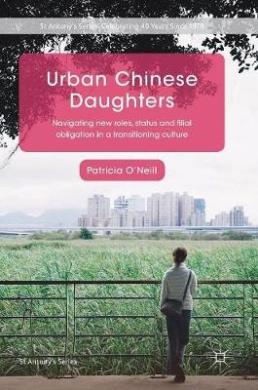 St Antony's Series: Celebrating 40 Years Since 1978
Urban Chinese
Daughters
Navigating new roles, status and filial
obligation in a transitioning culture
Patricia O'Neill
St Antony's Series